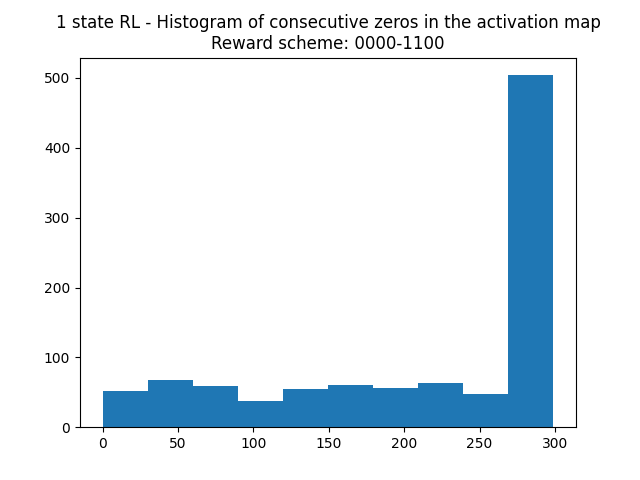 1 state RL - Histogram of consecutive zeros in the activation map
Reward scheme: 0000-1100
500
400
300
200
100
0
0 50 100 150 200 250 300